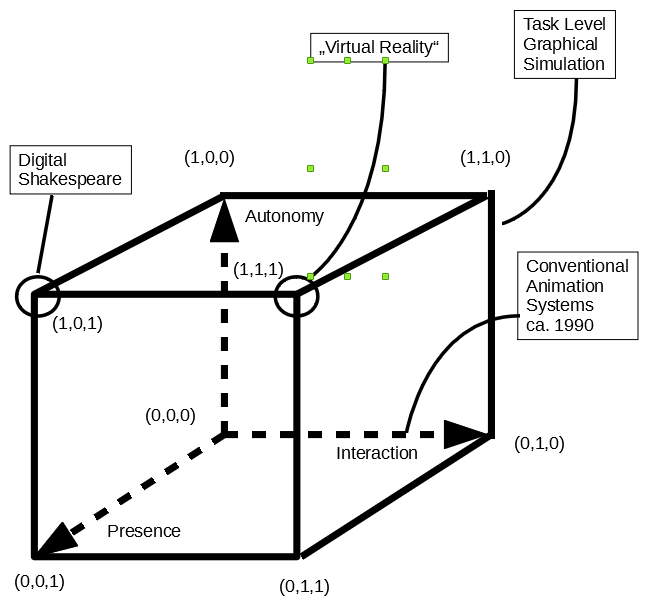 Task Level
Graphical
Simulation
„Virtual Reality“
Digital
Shakespeare
(1,0,0)
(1,1,0)
Autonomy
(1,1,1)
Conventional
Animation
Systems
ca. 1990
(1,0,1)
(0,0,0)
(0,1,0)
Interaction
Presence
(0,0,1)
(0,1,1)